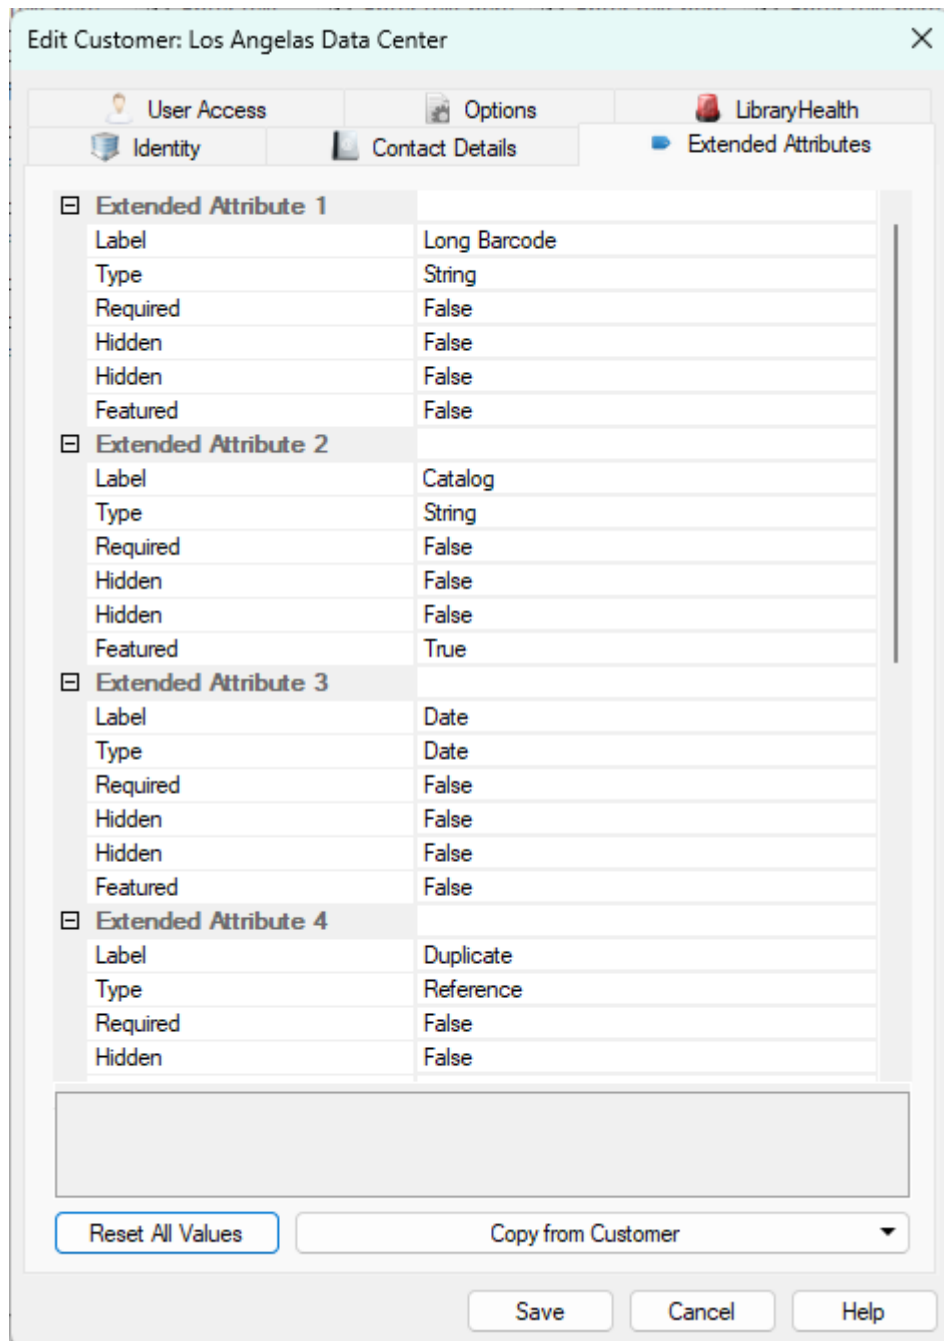 Edit Customer: Los Angelas Data Center
User Access Options LibraryHealth
Identity Contact Details Extended Attributes
Extended Attribute 1
Label Long Barcode
Type String
Required False
Hidden False
Hidden False
Featured False
Extended Attribute 2
Label Catalog
Type String
Required False
Hidden False
Hidden False
Featured True
Extended Attribute 3
Label Date
Type Date
Required False
Hidden False
Hidden False
Featured False
Extended Attribute 4
Label Duplicate
Type Reference
Required False
Hidden False
Reset All Values Copy from Customer
Save Cancel Help